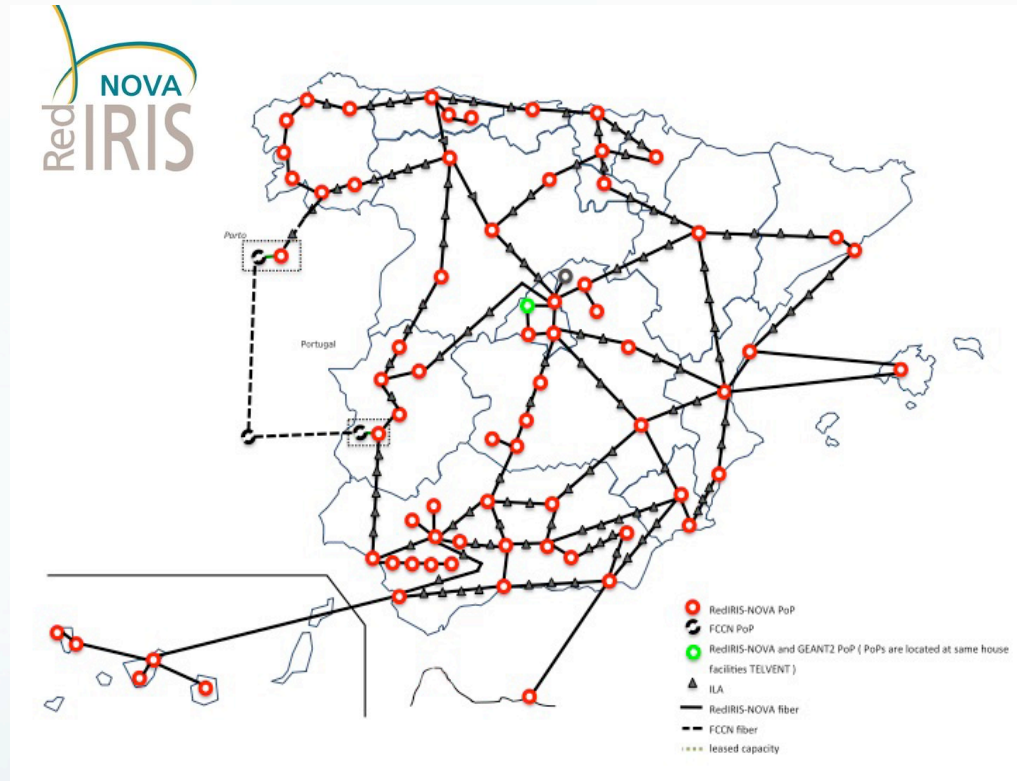 NOVA
Red IRIS
Porto
Portugal
RedIRIS-NOVA PoP
FCCN PoP
RedIRIS-NOVA and GEANT2 PoP ( PoPs are located at same house
facilities TELVENT )
ILA
RedIRIS-NOVA fiber
FCCN fiber
leased capacity